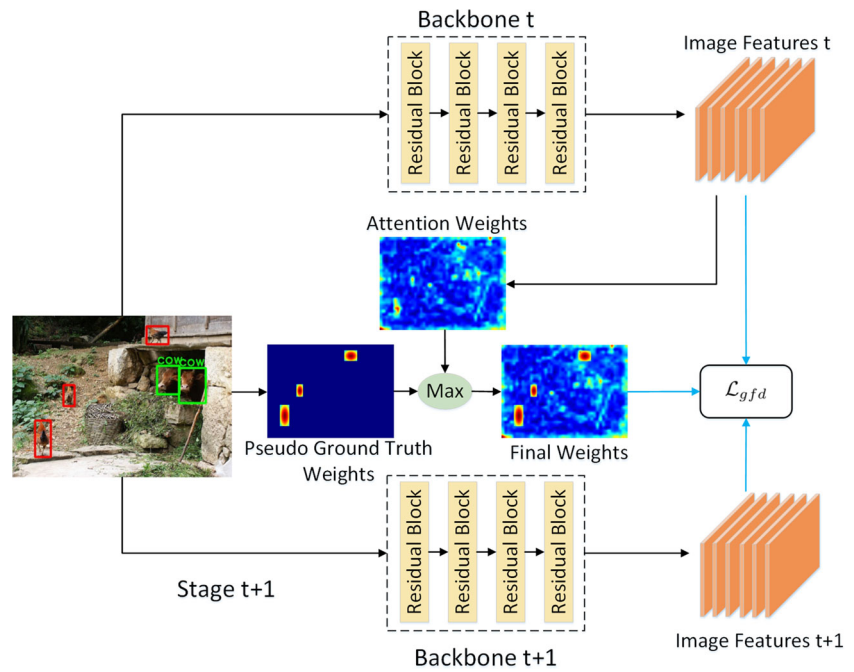 Backbone t
Residual Block
Residual Block
Residual Block
Residual Block
Image Features t
Attention Weights
cow
cow
Max
ℒgfd
Pseudo Ground Truth
Weights
Final Weights
Residual Block
Residual Block
Residual Block
Residual Block
Stage t+1
Backbone t+1
Image Features t+1